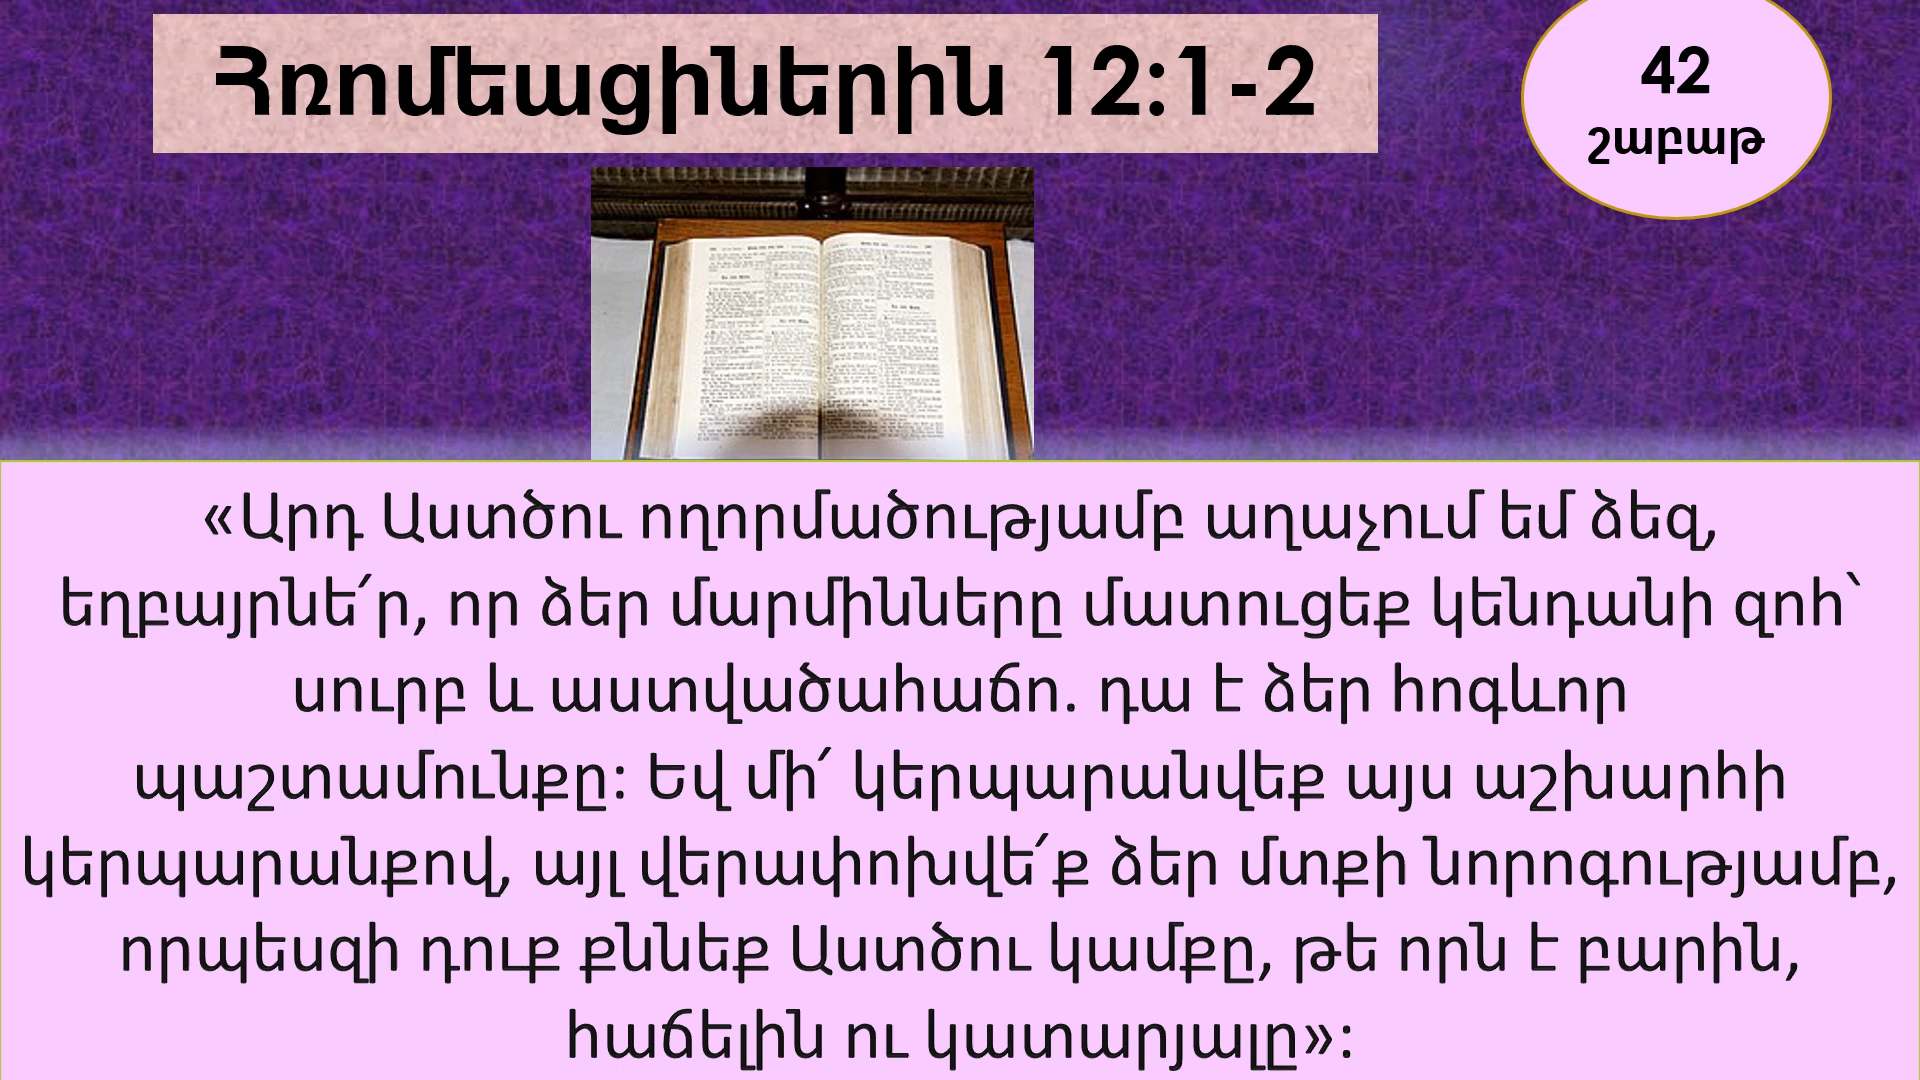 Հռոմեացիներին 12:1-2
42
շաբաթ
«Արդ Աստծու ողորմածությամբ աղաչում եմ ձեզ,
եղբայրնե՛ր, որ ձեր մարմինները մատուցեք կենդանի զոհ՝
սուրբ և աստվածահաճո. դա է ձեր հոգևոր
պաշտամունքը: Եվ մի՛ կերպարանվեք այս աշխարհի
կերպարանքով, այլ վերափոխվե՛ք ձեր մտքի նորոգությամբ,
որպեսզի դուք քննեք Աստծու կամքը, թե որն է բարին,
հաճելին ու կատարյալը»: